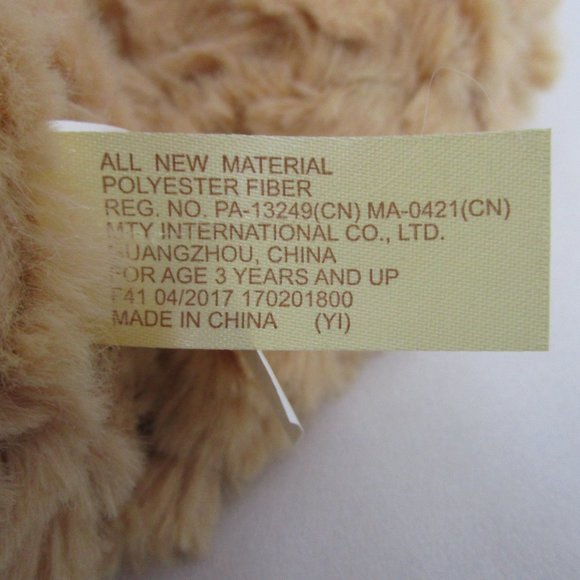 ALL NEW MATERIAL
POLYESTER FIBER
REG. NO. PA-13249(CN) MA-0421(CN)
MTY INTERNATIONAL CO., LTD.
GUANGZHOU, CHINA
FOR AGE 3 YEARS AND UP
F41 04/2017 170201800
MADE IN CHINA (YI)